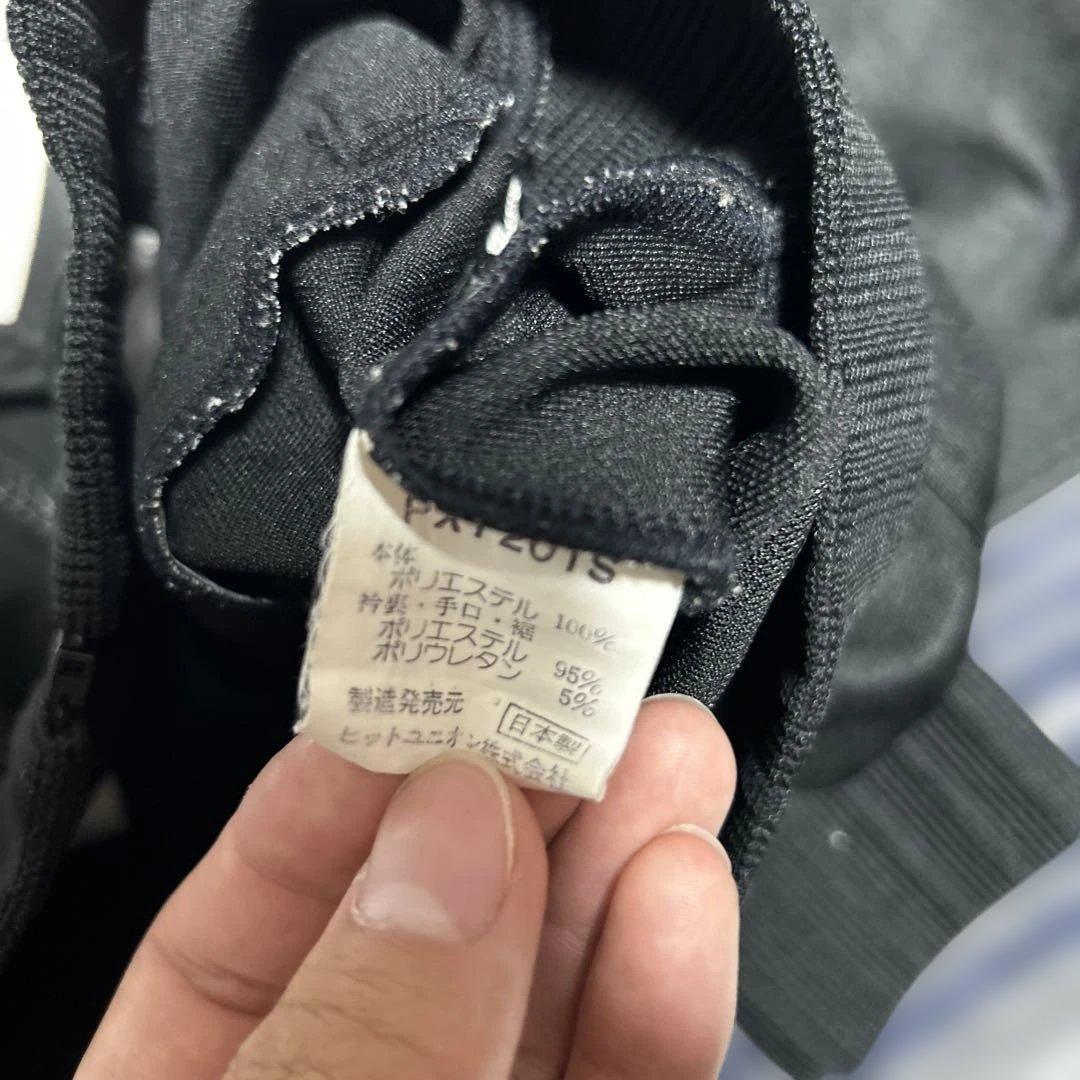 本体
ポリエステル 100%
衿裏・手口・裾
ポリエステル 95%
ポリウレタン 5%
製造発売元 日本製
ヒットユニオン株式会社